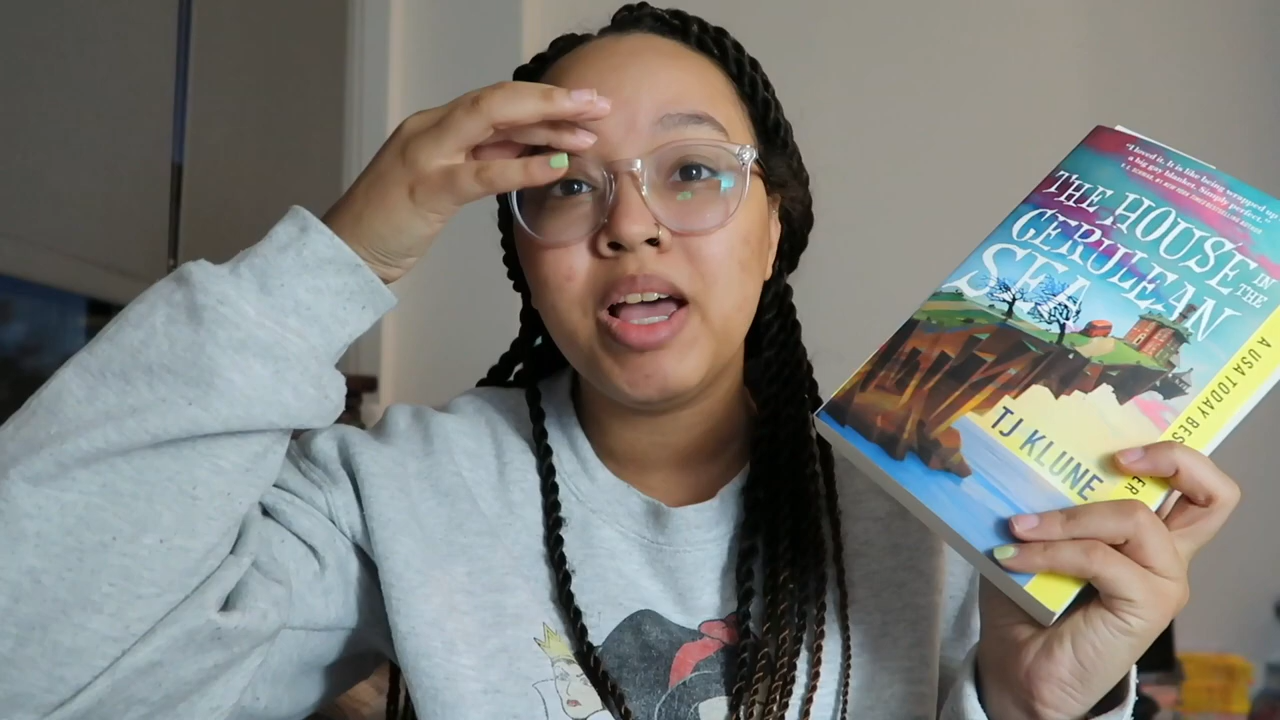 "I loved it. It is like being wrapped up
a big gay blanket. Simply perfect."
THE HOUSE
IN THE
CERULEAN
SEA
TJ KLUNE
A USA TODAY BES
ER